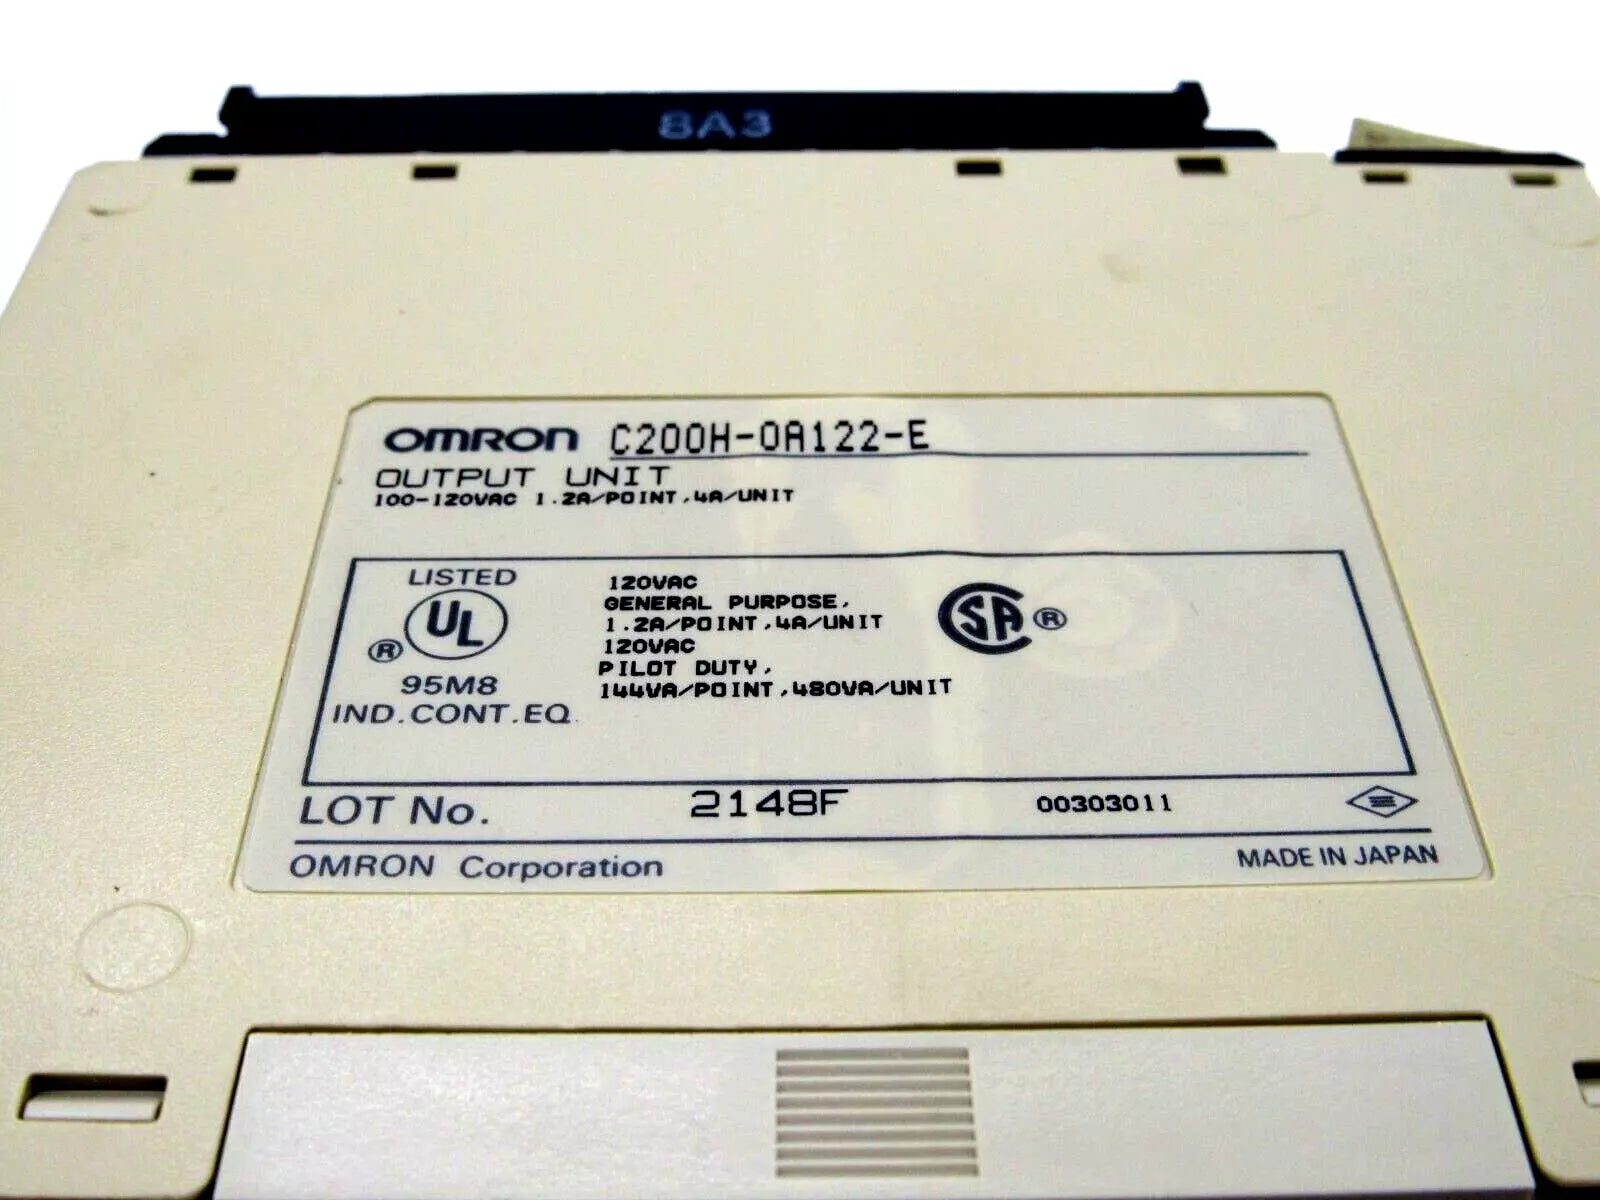 8A3
OMRON C200H-OA122-E
OUTPUT UNIT
100-120VAC 1.2A/POINT,4A/UNIT
LISTED
UL
®
95M8
IND.CONT.EQ.
120VAC
GENERAL PURPOSE,
1.2A/POINT,4A/UNIT
120VAC
PILOT DUTY,
144VA/POINT,480VA/UNIT
SA ®
LOT No. 2148F 00303011
OMRON Corporation MADE IN JAPAN